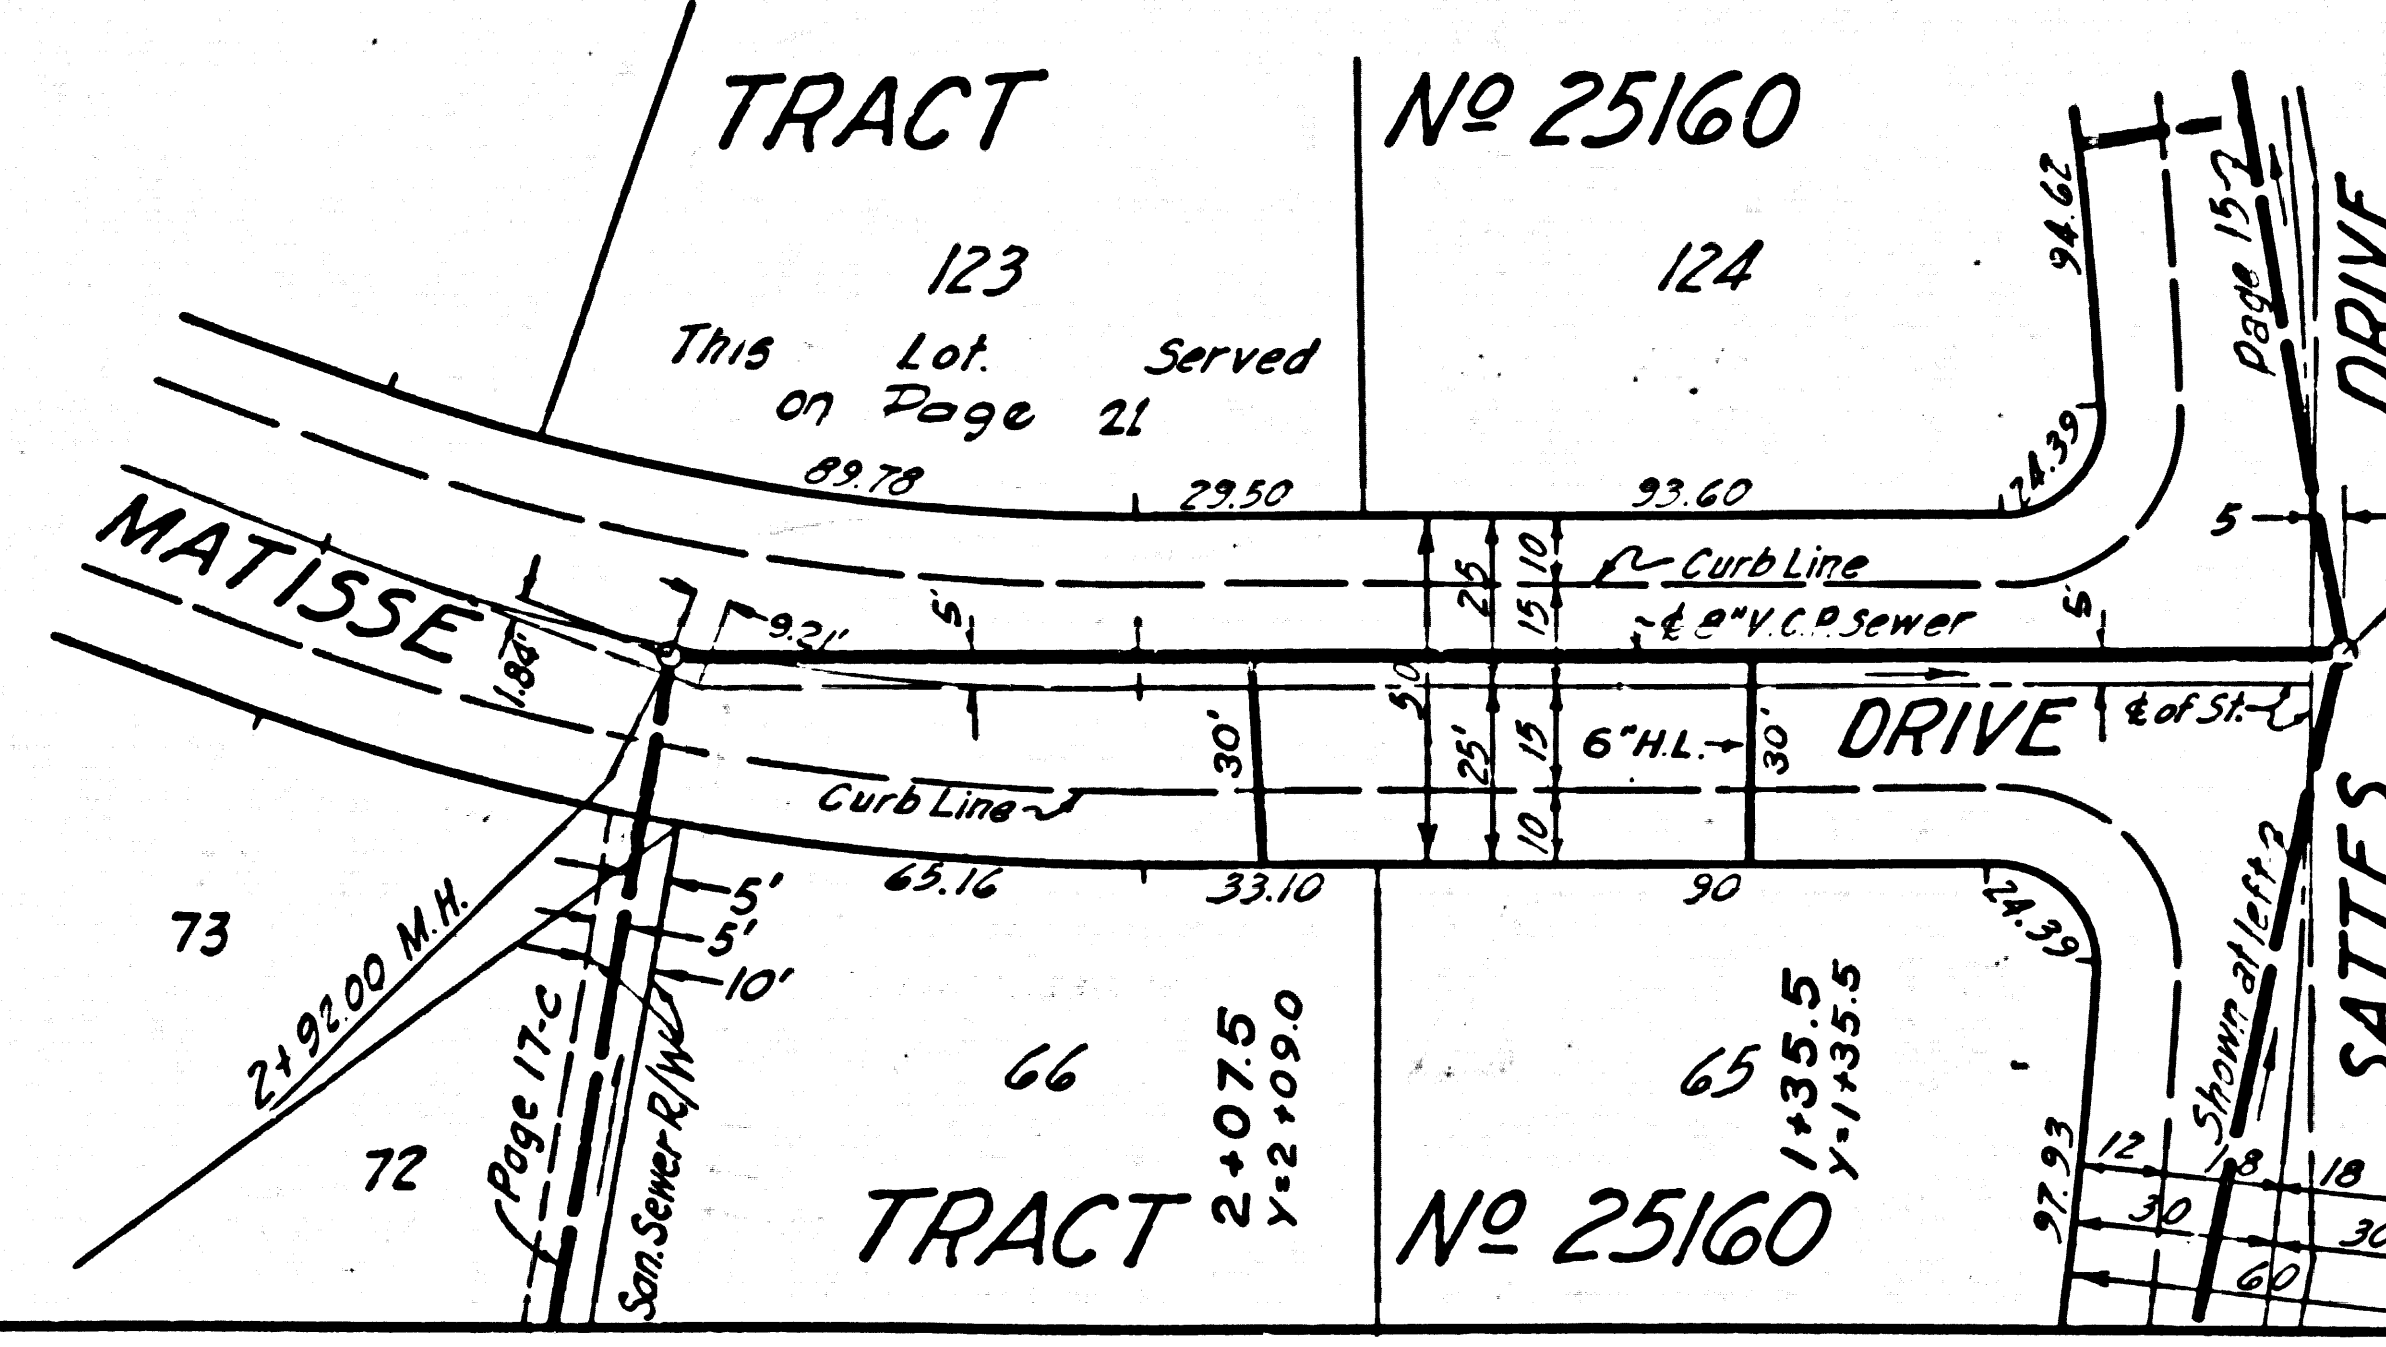 TRACT Nº 25160
123
124
This Lot. Served
on Page 21
89.78
29.50
93.60
24.39
94.62
Page 15-
DRIVE
5
MATISSE
1.84'
9.21'
5'
25
10
15
Curb Line
℄ 8" V.C.P. Sewer
5'
50
25'
15
10
30'
6" H.L.
30'
DRIVE
℄ of St.
Curb Line
65.16
33.10
90
24.39
5'
5'
10'
73
2+92.00 M.H.
72
Page 17-C
San. Sewer R/W
66
2+07.5
Y=2+09.0
65
1+35.5
Y=1+35.5
Shown at left
SATTES
97.93
12
18
18
30
30
60
TRACT Nº 25160